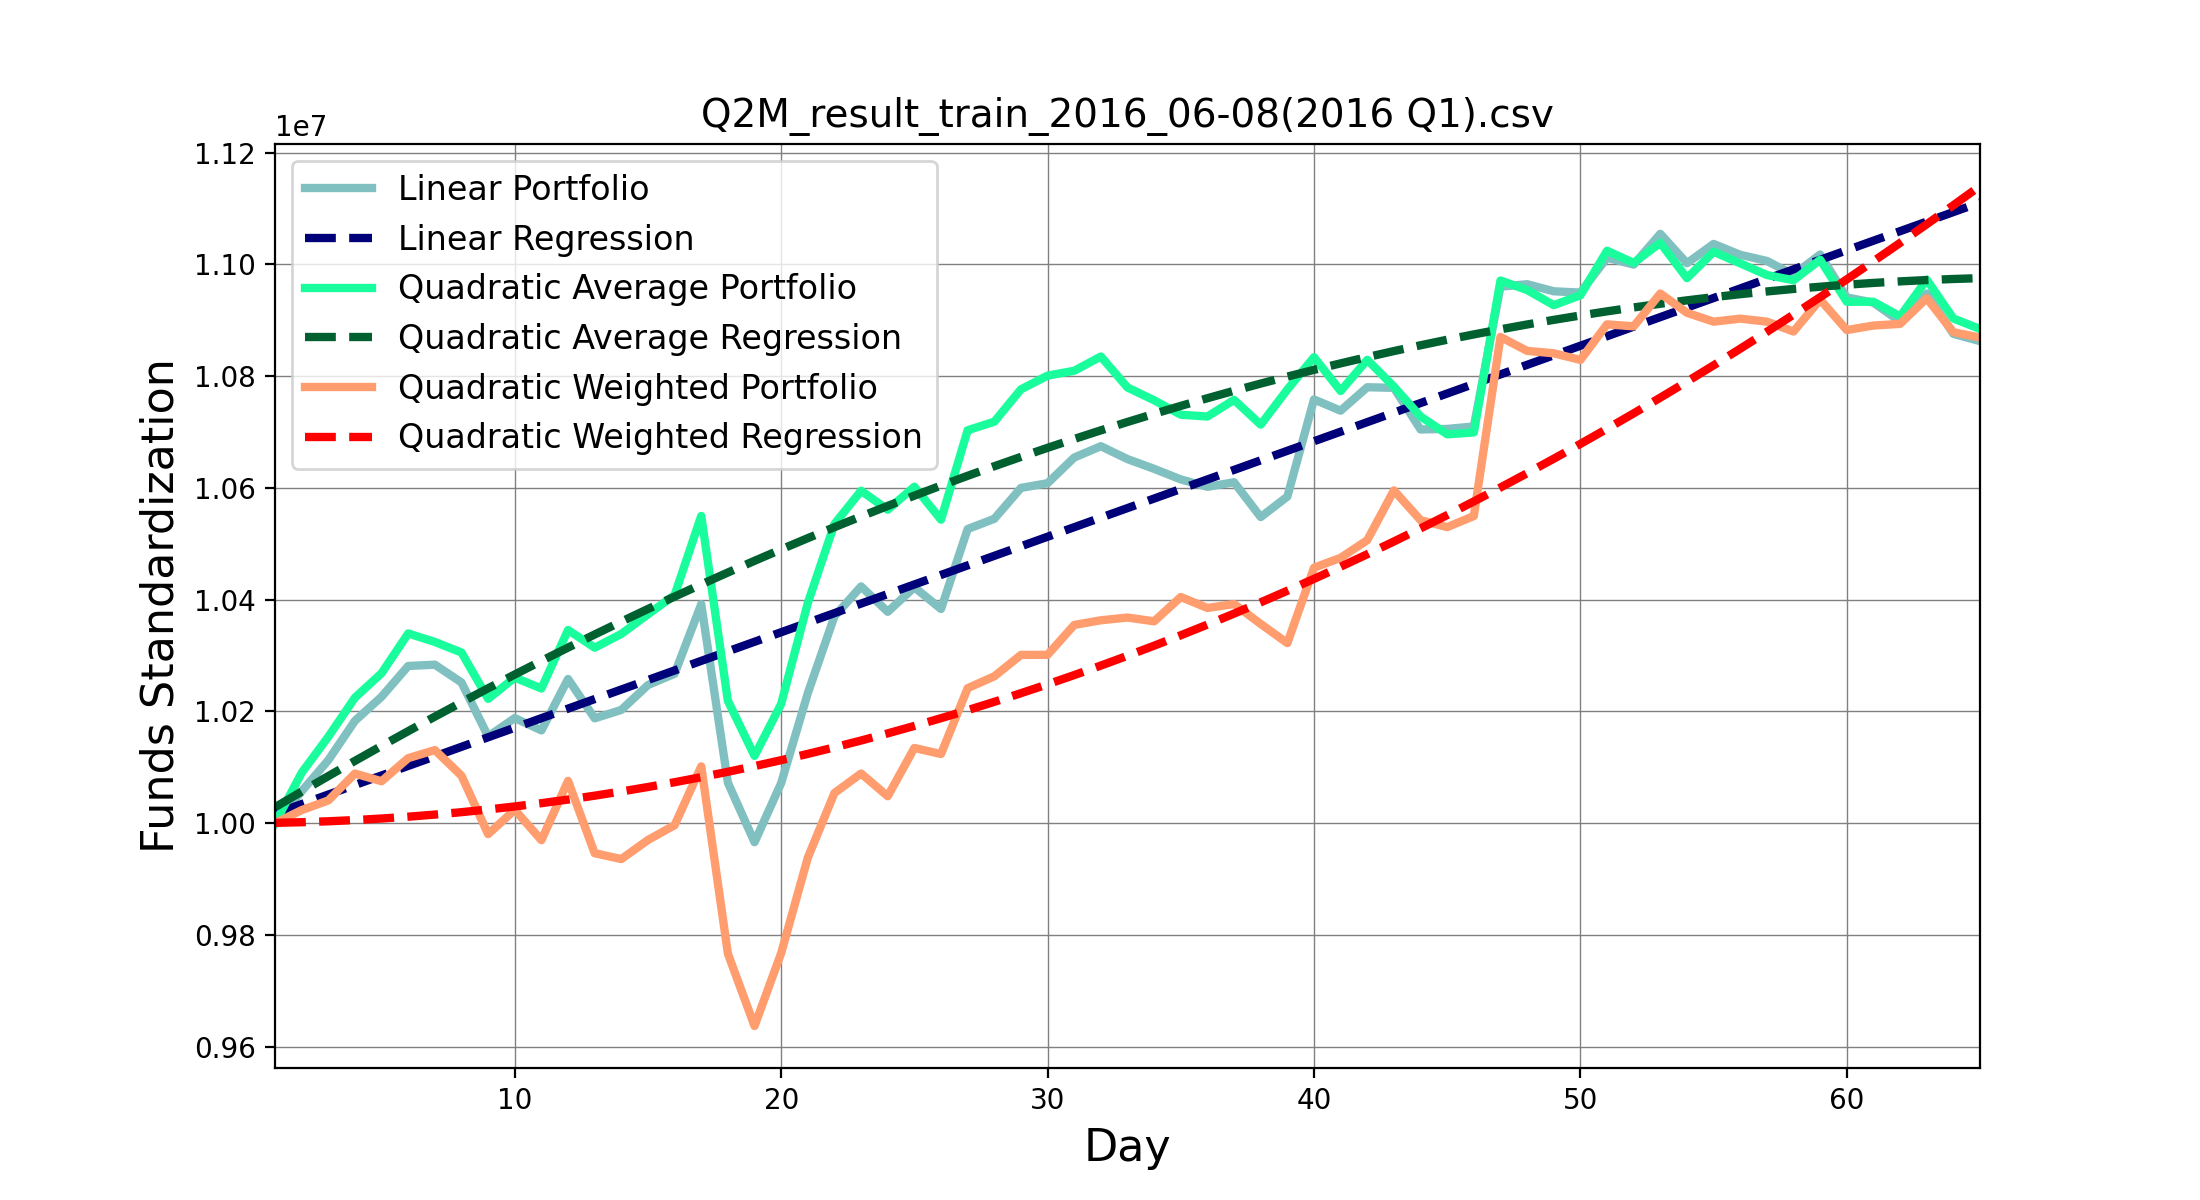 Q2M_result_train_2016_06-08(2016 Q1).csv
1e7
1.12
1.10
1.08
1.06
1.04
1.02
1.00
0.98
0.96
Funds Standardization
Linear Portfolio
Linear Regression
Quadratic Average Portfolio
Quadratic Average Regression
Quadratic Weighted Portfolio
Quadratic Weighted Regression
10 20 30 40 50 60
Day